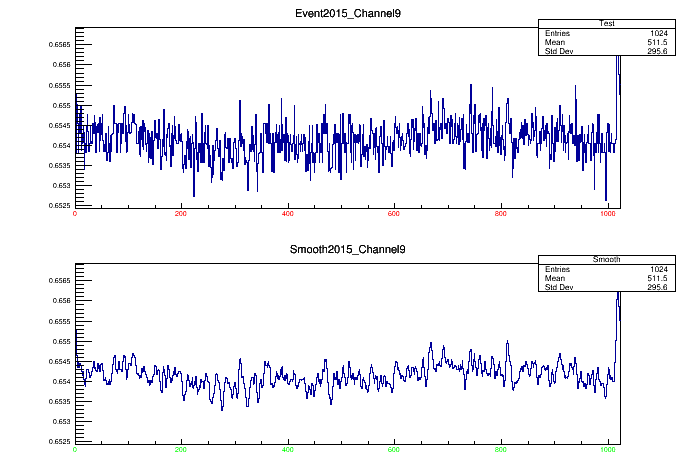 Event2015_Channel9
Test
Entries 1024
Mean 511.5
Std Dev 295.6
0.6565
0.656
0.6555
0.655
0.6545
0.654
0.6535
0.653
0.6525
0 200 400 600 800 1000
Smooth2015_Channel9
Smooth
Entries 1024
Mean 511.5
Std Dev 295.6
0.6565
0.656
0.6555
0.655
0.6545
0.654
0.6535
0.653
0.6525
0 200 400 600 800 1000